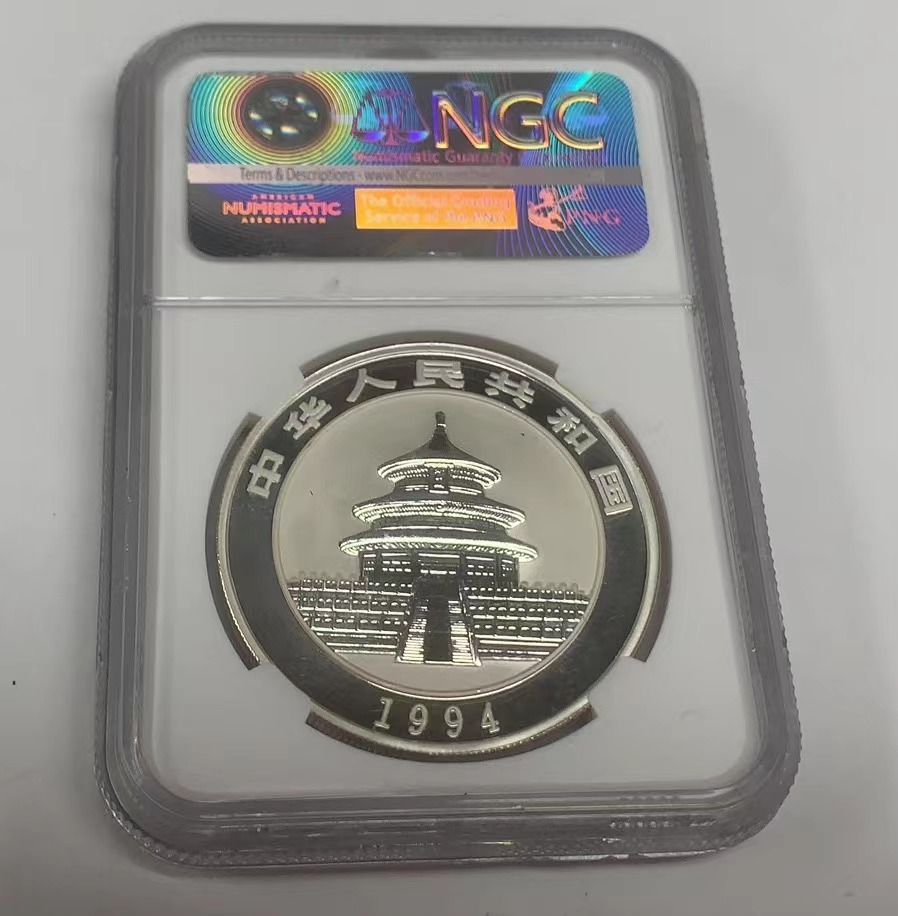 NGC
Numismatic Guaranty
Terms & Descriptions - www.NGCcoin.com
AMERICAN
NUMISMATIC
ASSOCIATION
The Official Grading
Service of the PNG
PNG
中华人民共和国
1994